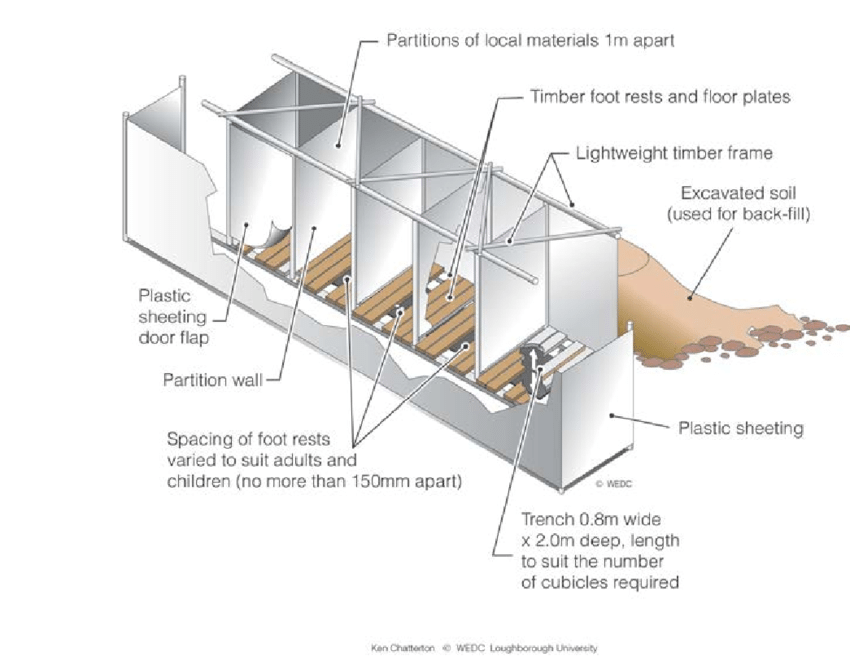 Partitions of local materials 1m apart
Timber foot rests and floor plates
Lightweight timber frame
Excavated soil
(used for back-fill)
Plastic
sheeting
door flap
Partition wall
Spacing of foot rests
varied to suit adults and
children (no more than 150mm apart)
Plastic sheeting
© WEDC
Trench 0.8m wide
x 2.0m deep, length
to suit the number
of cubicles required
Ken Chatterton © WEDC Loughborough University